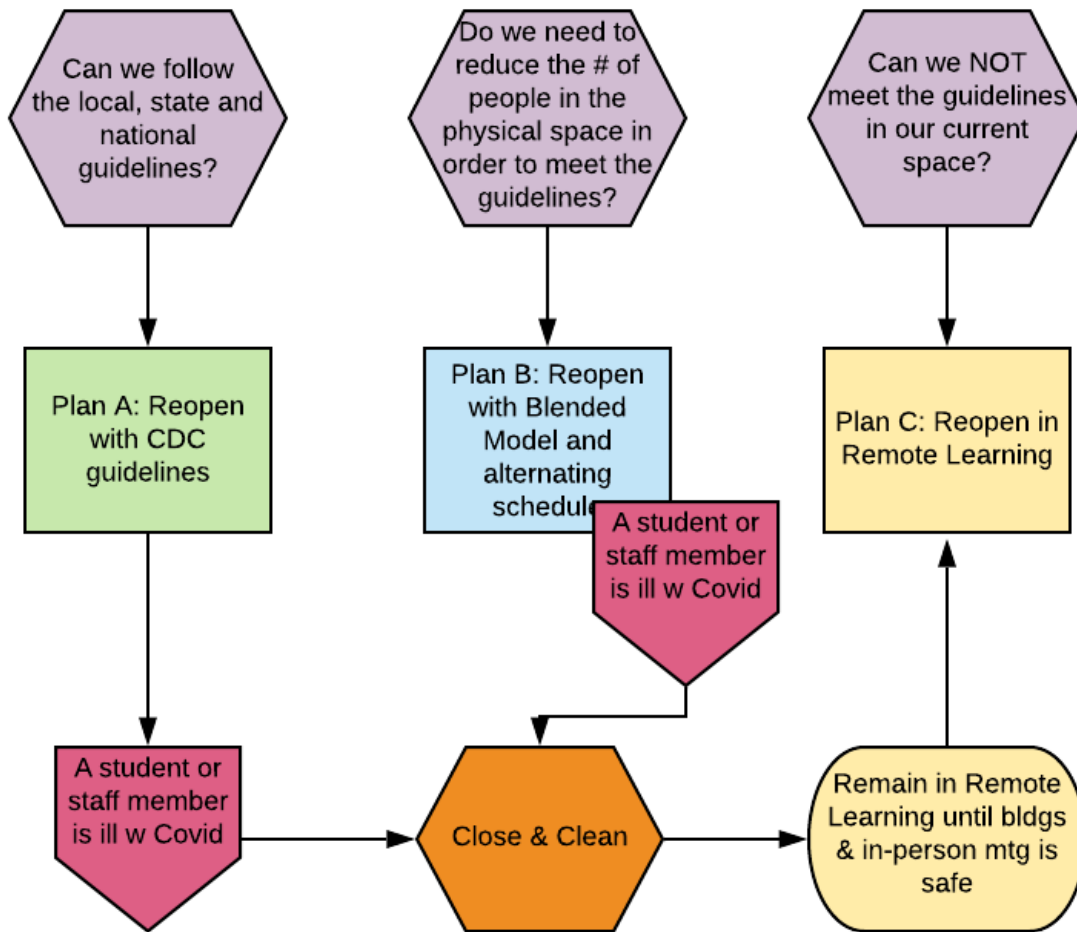 Can we follow
the local, state and
national
guidelines?
Do we need to
reduce the # of
people in the
physical space in
order to meet the
guidelines?
Can we NOT
meet the guidelines
in our current
space?
Plan A: Reopen
with CDC
guidelines
Plan B: Reopen
with Blended
Model and
alternating
schedule
Plan C: Reopen in
Remote Learning
A student or
staff member
is ill w Covid
A student or
staff member
is ill w Covid
Close & Clean
Remain in Remote
Learning until bldgs
& in-person mtg is
safe